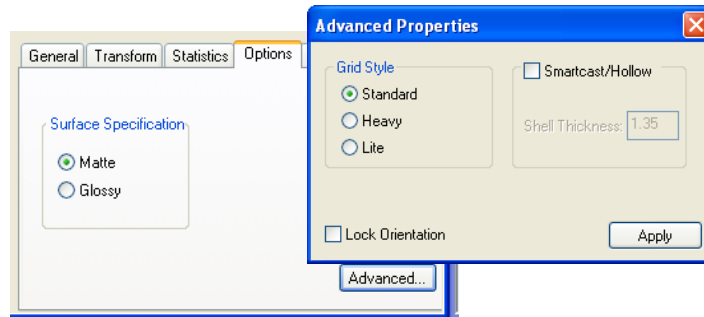 Advanced Properties
General Transform Statistics Options
Grid Style
Standard
Heavy
Lite
Smartcast/Hollow
Shell Thickness: 1.35
Surface Specification
Matte
Glossy
Lock Orientation
Apply
Advanced...